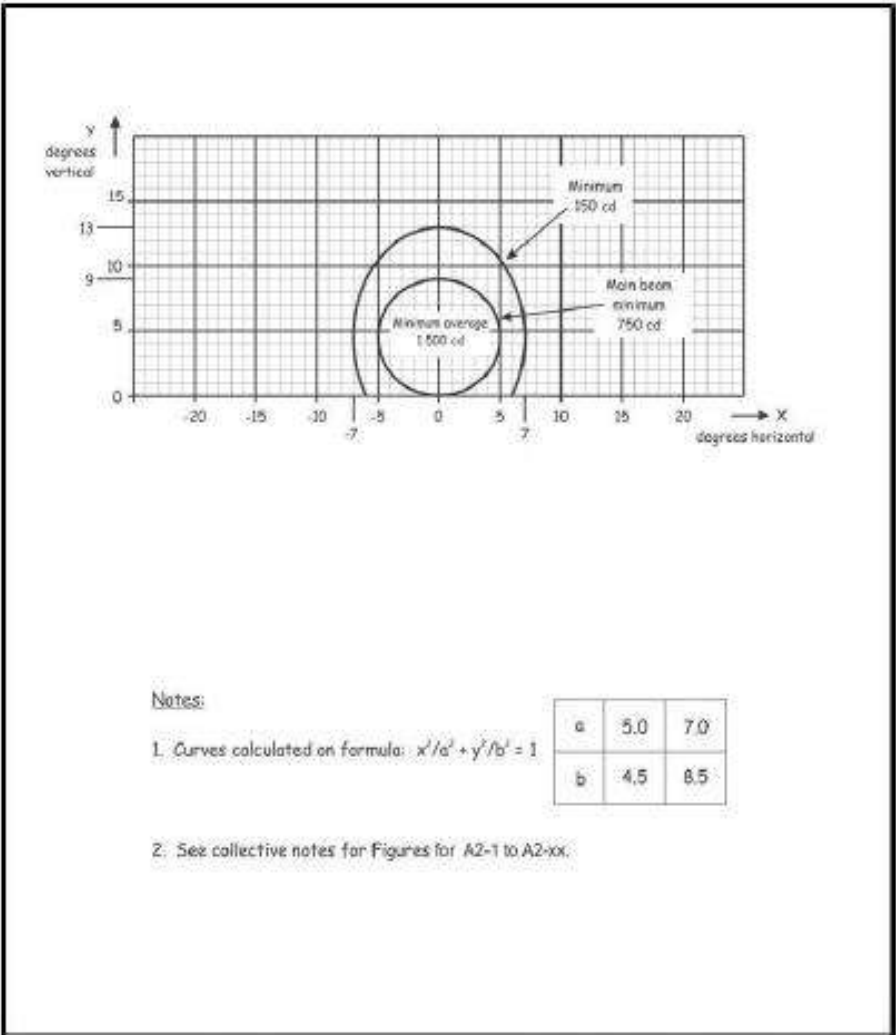 y
degrees
vertical
15
13
10
9
5
0
Minimum
150 cd
Main beam
minimum
750 cd
Minimum average
1 500 cd
-20 -15 -10 -5 0 5 10 15 20 X
-7 7
degrees horizontal
Notes:
1. Curves calculated on formula: x²/a² + y²/b² = 1
a 5.0 7.0
b 4.5 8.5
2. See collective notes for Figures for A2-1 to A2-xx.